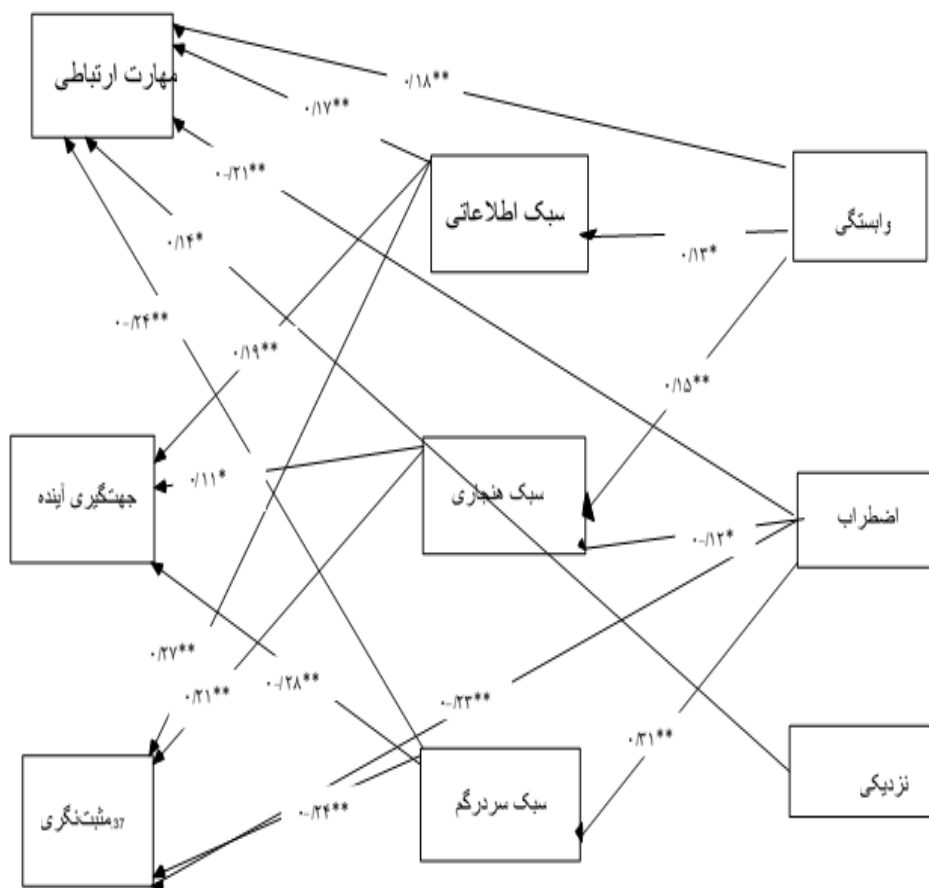 مهارت ارتباطی
۰/۱۸**
۰/۱۷**
۰-/۲۱**
وابستگی
سبک اطلاعاتی
۰/۱۳*
۰/۱۴*
۰-/۲۴**
۰/۱۹**
۰/۱۵**
جهتگیری آینده
۰/۱۱*
سبک هنجاری
۰-/۱۲*
اضطراب
۰/۲۷**
۰/۲۱**
۰-/۲۸**
۰-/۲۳**
۰/۳۱**
مثبت‌نگری.37
۰-/۲۴**
سبک سردرگم
نزدیکی